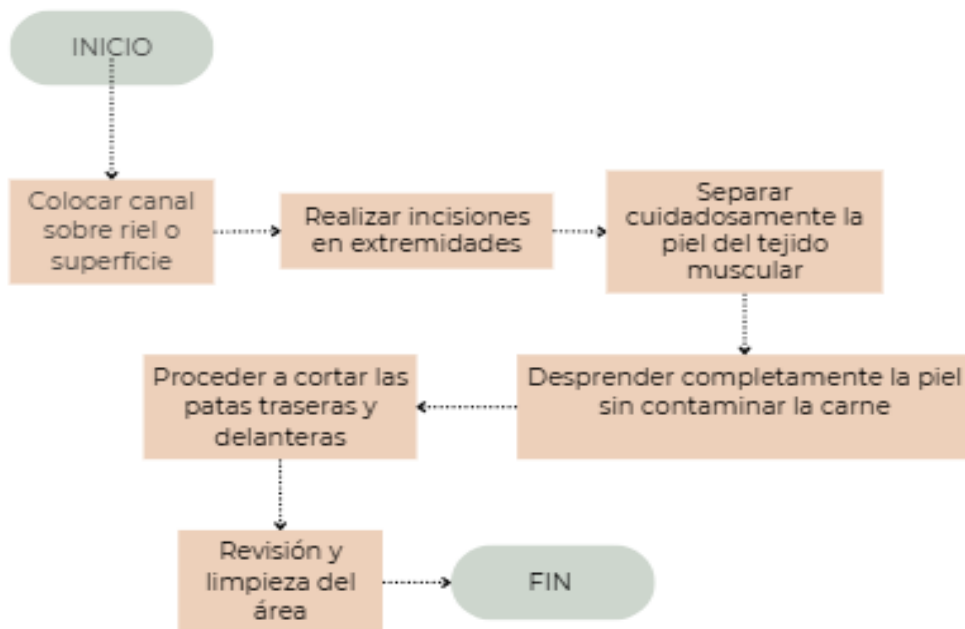 INICIO
Colocar canal
sobre riel o
superficie
Realizar incisiones
en extremidades
Separar
cuidadosamente la
piel del tejido
muscular
Desprender completamente la piel
sin contaminar la carne
Proceder a cortar las
patas traseras y
delanteras
Revisión y
limpieza del
área
FIN